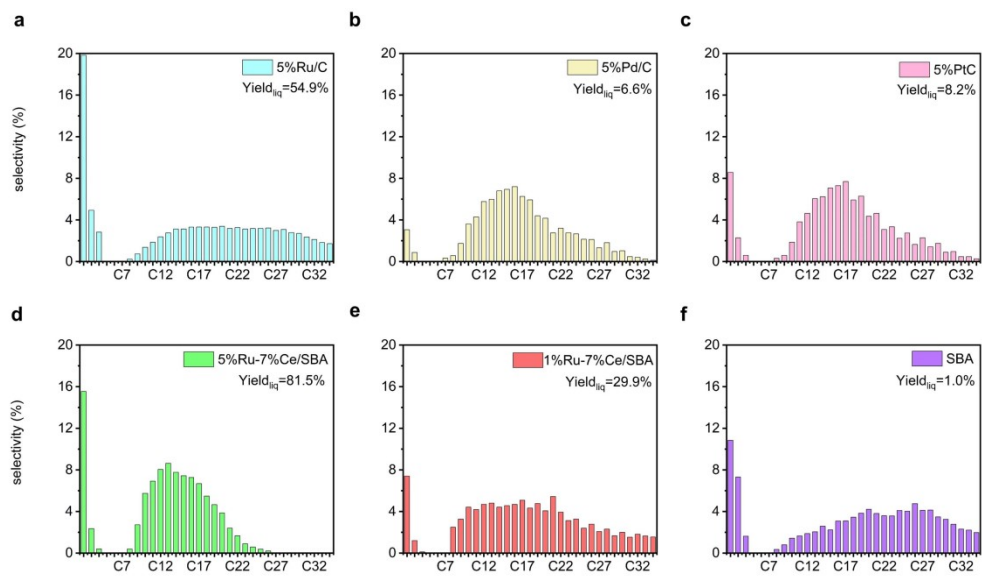 a
b
c
20
16
12
8
4
0
selectivity (%)
5%Ru/C
Yieldliq=54.9%
C7 C12 C17 C22 C27 C32
20
16
12
8
4
0
5%Pd/C
Yieldliq=6.6%
C7 C12 C17 C22 C27 C32
20
16
12
8
4
0
5%PtC
Yieldliq=8.2%
C7 C12 C17 C22 C27 C32
d
e
f
20
16
12
8
4
0
selectivity (%)
5%Ru-7%Ce/SBA
Yieldliq=81.5%
C7 C12 C17 C22 C27 C32
20
16
12
8
4
0
1%Ru-7%Ce/SBA
Yieldliq=29.9%
C7 C12 C17 C22 C27 C32
20
16
12
8
4
0
SBA
Yieldliq=1.0%
C7 C12 C17 C22 C27 C32